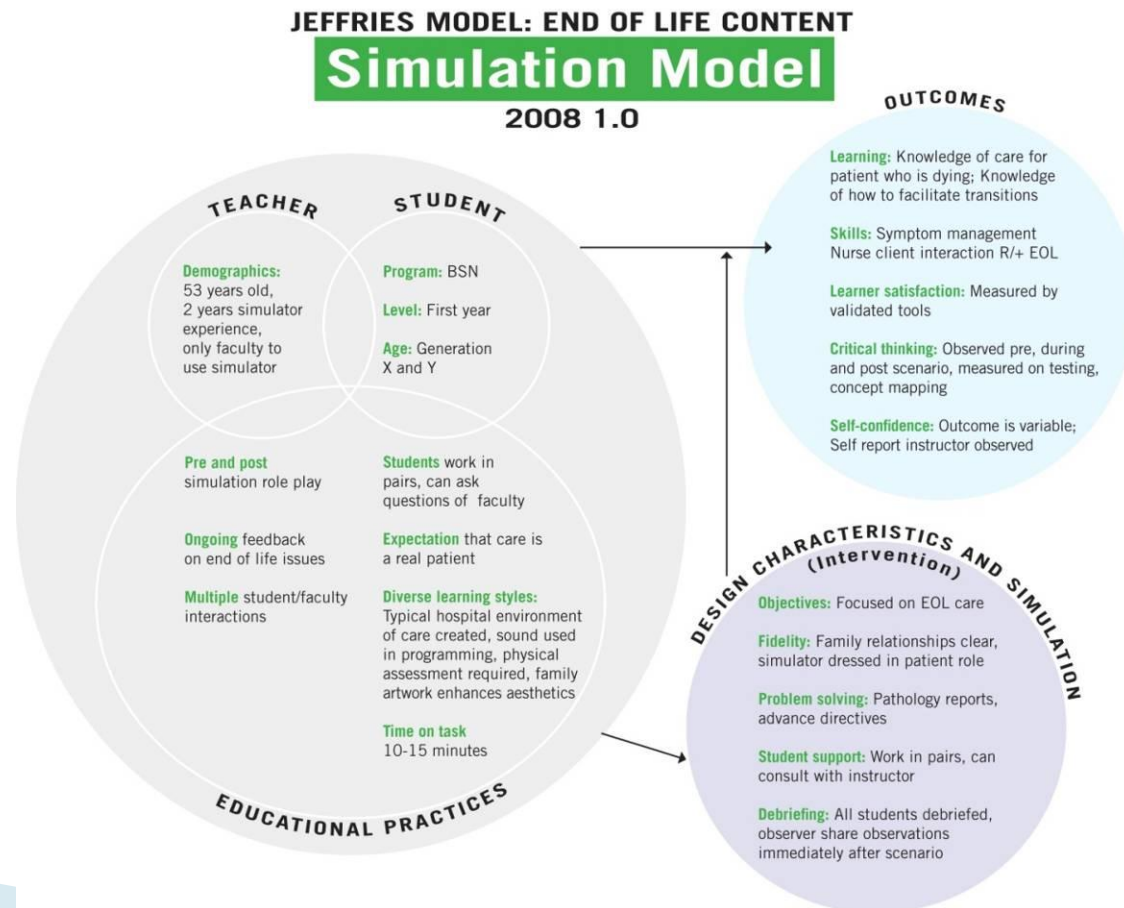 JEFFRIES MODEL: END OF LIFE CONTENT
Simulation Model
2008 1.0
TEACHER
Demographics:
53 years old,
2 years simulator
experience,
only faculty to
use simulator
STUDENT
Program: BSN
Level: First year
Age: Generation
X and Y
Pre and post
simulation role play
Ongoing feedback
on end of life issues
Multiple student/faculty
interactions
Students work in
pairs, can ask
questions of faculty
Expectation that care is
a real patient
Diverse learning styles:
Typical hospital environment
of care created, sound used
in programming, physical
assessment required, family
artwork enhances aesthetics
Time on task
10-15 minutes
EDUCATIONAL PRACTICES
OUTCOMES
Learning: Knowledge of care for
patient who is dying; Knowledge
of how to facilitate transitions
Skills: Symptom management
Nurse client interaction R/+ EOL
Learner satisfaction: Measured by
validated tools
Critical thinking: Observed pre, during
and post scenario, measured on testing,
concept mapping
Self-confidence: Outcome is variable;
Self report instructor observed
DESIGN CHARACTERISTICS AND SIMULATION
(Intervention)
Objectives: Focused on EOL care
Fidelity: Family relationships clear,
simulator dressed in patient role
Problem solving: Pathology reports,
advance directives
Student support: Work in pairs, can
consult with instructor
Debriefing: All students debriefed,
observer share observations
immediately after scenario